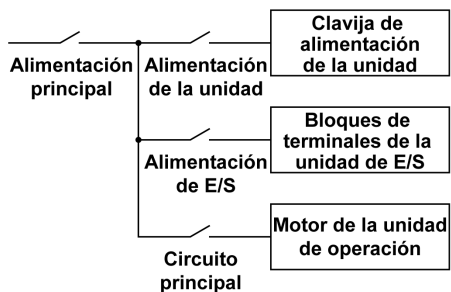 Clavija de
alimentación
de la unidad
Alimentación
principal
Alimentación
de la unidad
Bloques de
terminales de la
unidad de E/S
Alimentación
de E/S
Motor de la unidad
de operación
Circuito
principal